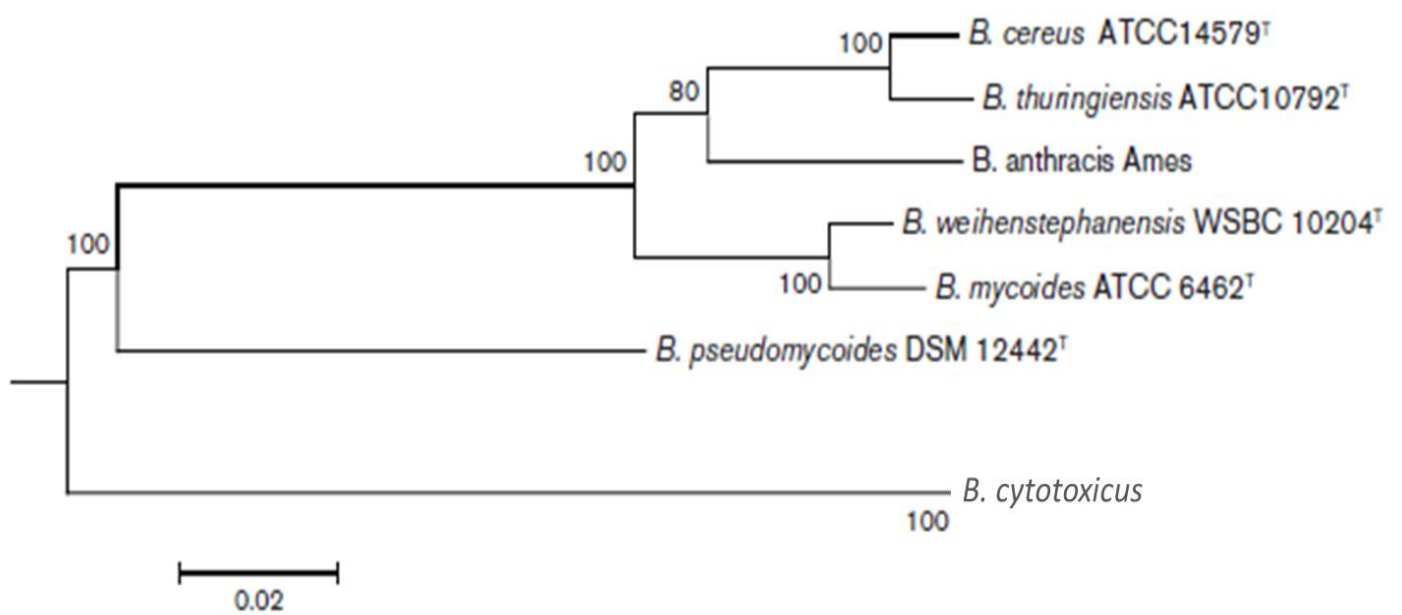 100 B. cereus ATCC14579ᵀ
80 B. thuringiensis ATCC10792ᵀ
100 B. anthracis Ames
100 B. weihenstephanensis WSBC 10204ᵀ
100 B. mycoides ATCC 6462ᵀ
B. pseudomycoides DSM 12442ᵀ
B. cytotoxicus
100
0.02